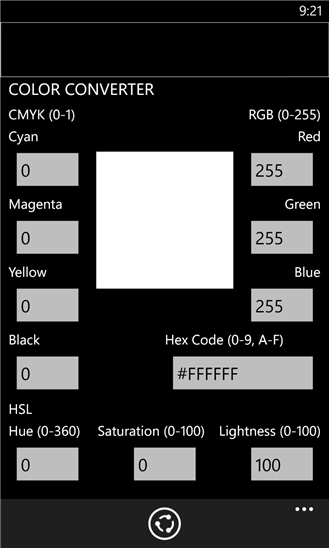 9:21
COLOR CONVERTER
CMYK (0-1) RGB (0-255)
Cyan Red
0 255
Magenta Green
0 255
Yellow Blue
0 255
Black Hex Code (0-9, A-F)
0 #FFFFFF
HSL
Hue (0-360) Saturation (0-100) Lightness (0-100)
0 0 100